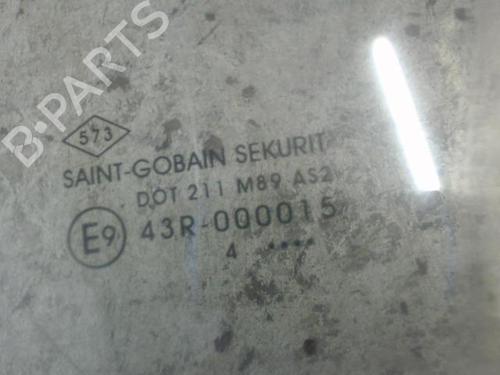 B-PARTS
573
SAINT-GOBAIN SEKURIT
DOT 211 M89 AS2
E9 43R-000015
4 ....